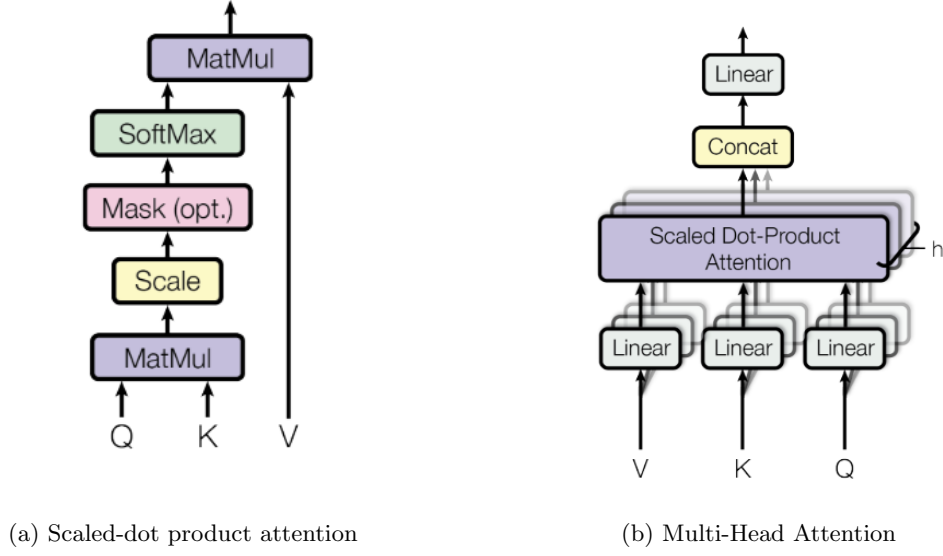 MatMul
SoftMax
Mask (opt.)
Scale
MatMul
Q K V
(a) Scaled-dot product attention
Linear
Concat
Scaled Dot-Product
Attention
h
Linear Linear Linear
V K Q
(b) Multi-Head Attention